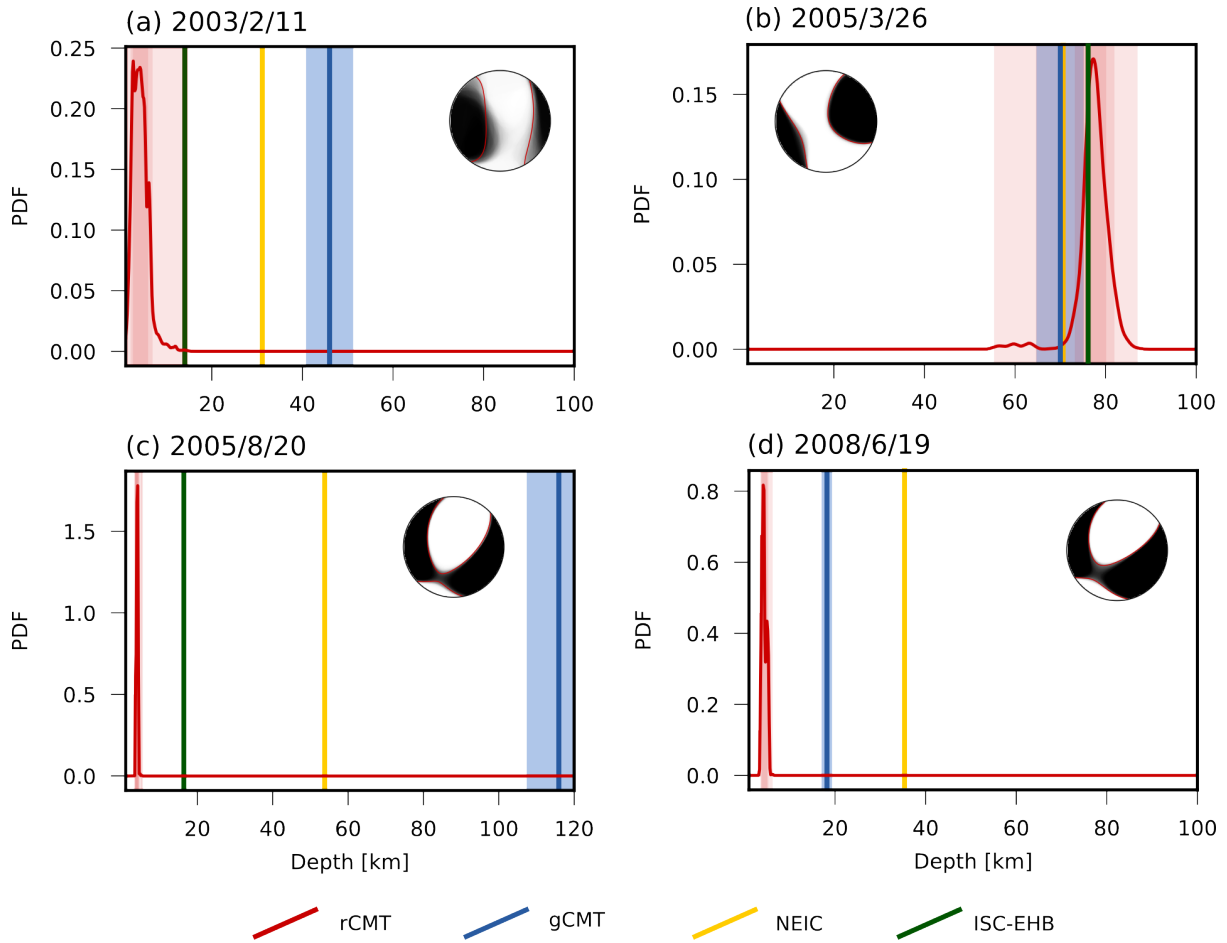 (a) 2003/2/11
0.25
0.20
0.15
0.10
0.05
0.00
PDF
20
40
60
80
100
(b) 2005/3/26
0.15
0.10
0.05
0.00
PDF
20
40
60
80
100
(c) 2005/8/20
1.5
1.0
0.5
0.0
PDF
20
40
60
80
100
120
Depth [km]
(d) 2008/6/19
0.8
0.6
0.4
0.2
0.0
PDF
20
40
60
80
100
Depth [km]
rCMT
gCMT
NEIC
ISC-EHB